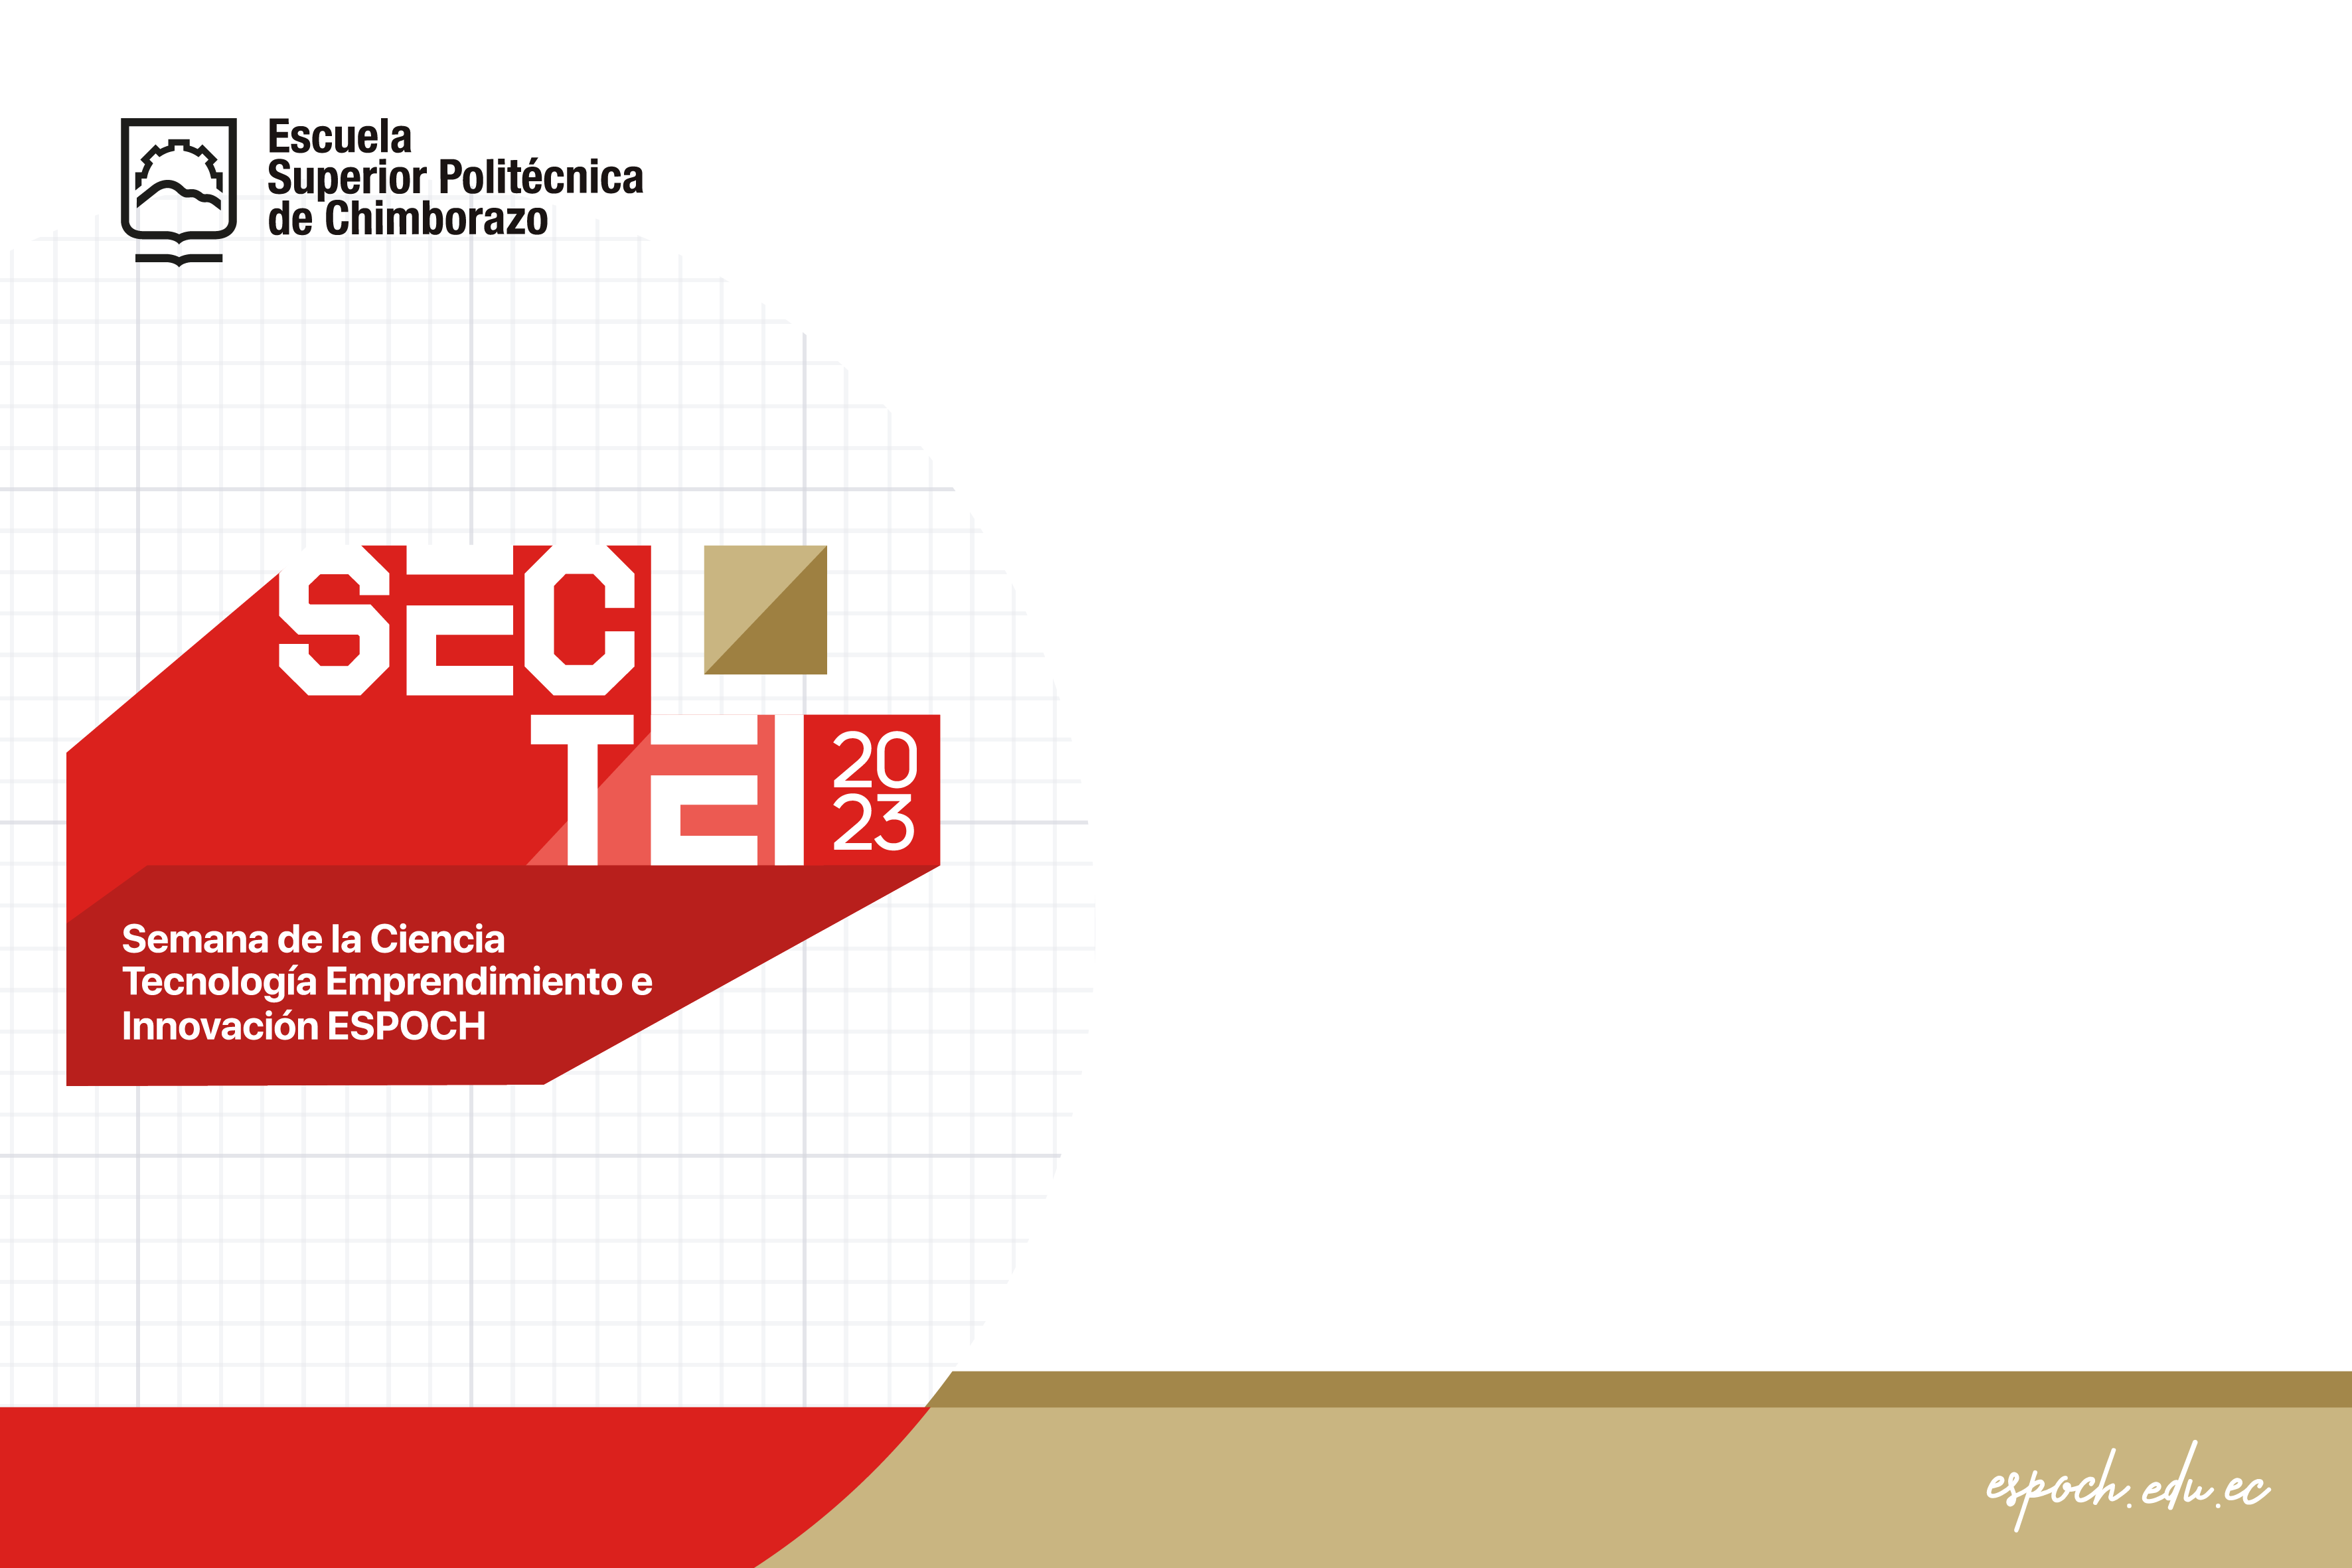 Escuela
Superior Politécnica
de Chimborazo
SEC
TEI
20
23
Semana de la Ciencia
Tecnología Emprendimiento e
Innovación ESPOCH
espoch.edu.ec